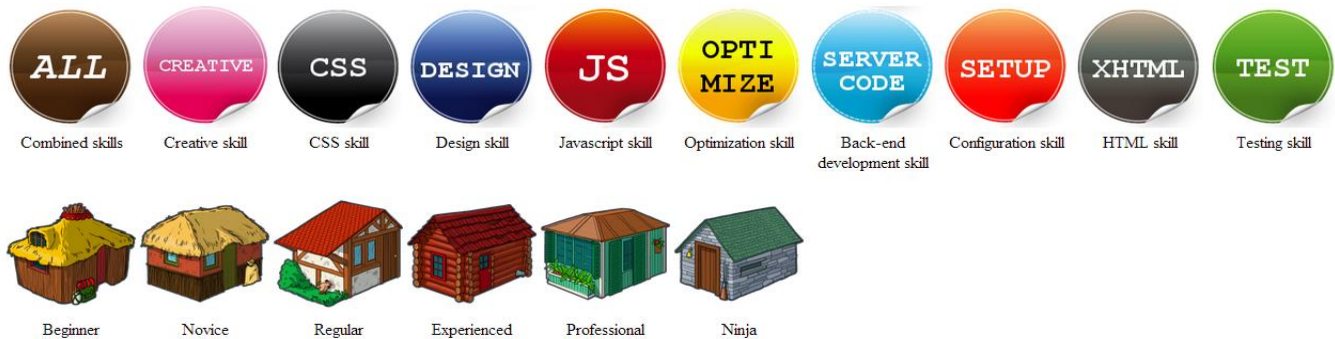 ALL
CREATIVE
CSS
DESIGN
JS
OPTI
MIZE
SERVER
CODE
SETUP
XHTML
TEST
Combined skills
Creative skill
CSS skill
Design skill
Javascript skill
Optimization skill
Back-end
development skill
Configuration skill
HTML skill
Testing skill
Beginner
Novice
Regular
Experienced
Professional
Ninja